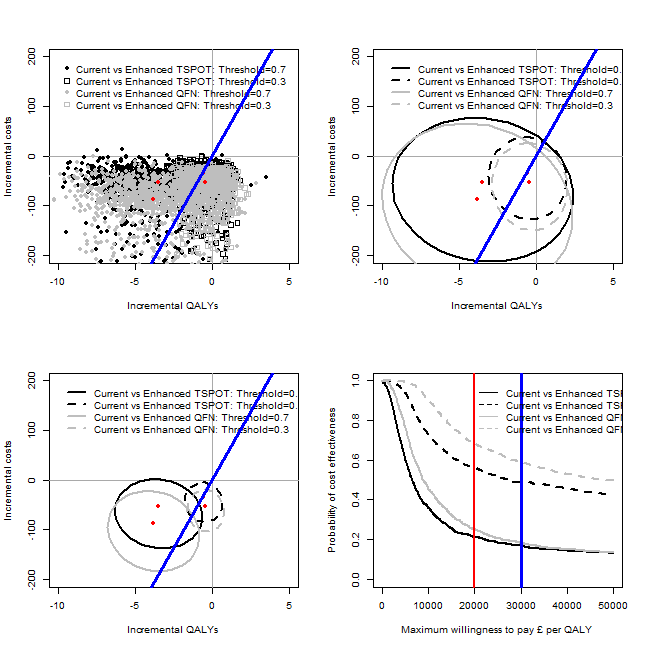 200
100
0
-100
-200
Incremental costs
Current vs Enhanced TSPOT: Threshold=0.7
Current vs Enhanced TSPOT: Threshold=0.3
Current vs Enhanced QFN: Threshold=0.7
Current vs Enhanced QFN: Threshold=0.3
-10 -5 0 5
Incremental QALYs
200
100
0
-100
-200
Incremental costs
Current vs Enhanced TSPOT: Threshold=0.
Current vs Enhanced TSPOT: Threshold=0.
Current vs Enhanced QFN: Threshold=0.7
Current vs Enhanced QFN: Threshold=0.3
-10 -5 0 5
Incremental QALYs
200
100
0
-100
-200
Incremental costs
Current vs Enhanced TSPOT: Threshold=0.
Current vs Enhanced TSPOT: Threshold=0.
Current vs Enhanced QFN: Threshold=0.7
Current vs Enhanced QFN: Threshold=0.3
-10 -5 0 5
Incremental QALYs
1.0
0.8
0.6
0.4
0.2
0.0
Probability of cost effectiveness
Current vs Enhanced TS
Current vs Enhanced TS
Current vs Enhanced QF
Current vs Enhanced QF
0 10000 20000 30000 40000 50000
Maximum willingness to pay £ per QALY